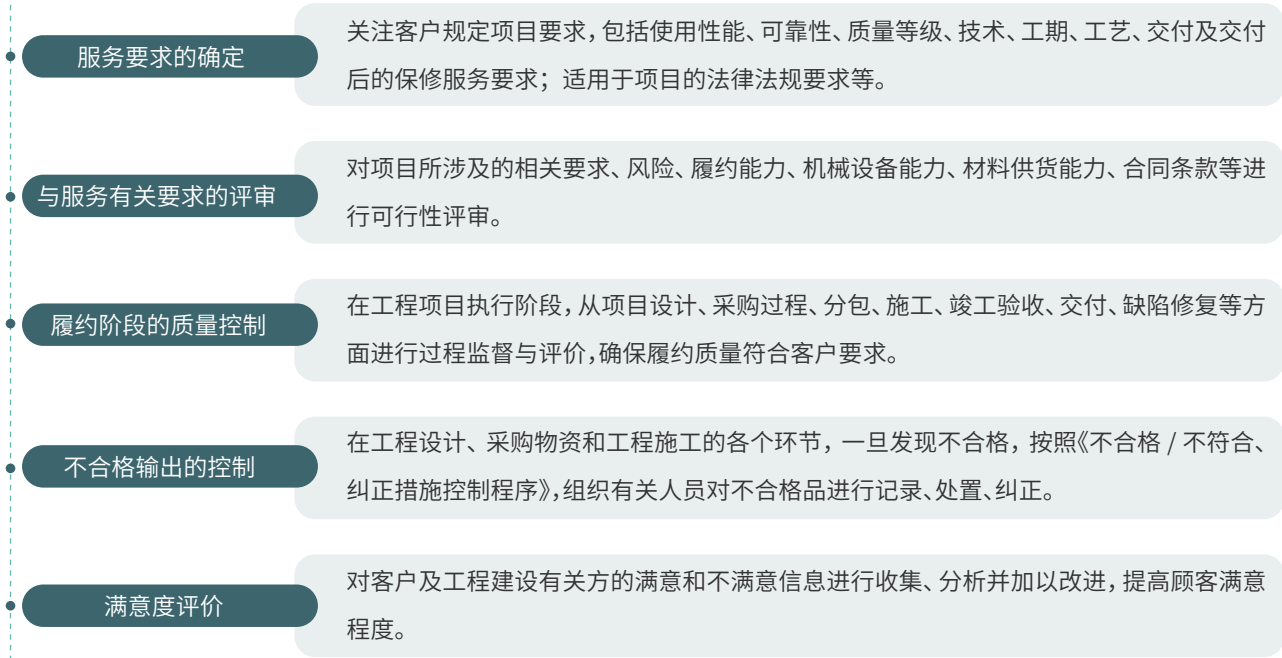 服务要求的确定
关注客户规定项目要求，包括使用性能、可靠性、质量等级、技术、工期、工艺、交付及交付
后的保修服务要求；适用于项目的法律法规要求等。
与服务有关要求的评审
对项目所涉及的相关要求、风险、履约能力、机械设备能力、材料供货能力、合同条款等进
行可行性评审。
履约阶段的质量控制
在工程项目执行阶段，从项目设计、采购过程、分包、施工、竣工验收、交付、缺陷修复等方
面进行过程监督与评价，确保履约质量符合客户要求。
不合格输出的控制
在工程设计、采购物资和工程施工的各个环节，一旦发现不合格，按照《不合格 / 不符合、
纠正措施控制程序》，组织有关人员对不合格品进行记录、处置、纠正。
满意度评价
对客户及工程建设有关方的满意和不满意信息进行收集、分析并加以改进，提高顾客满意
程度。